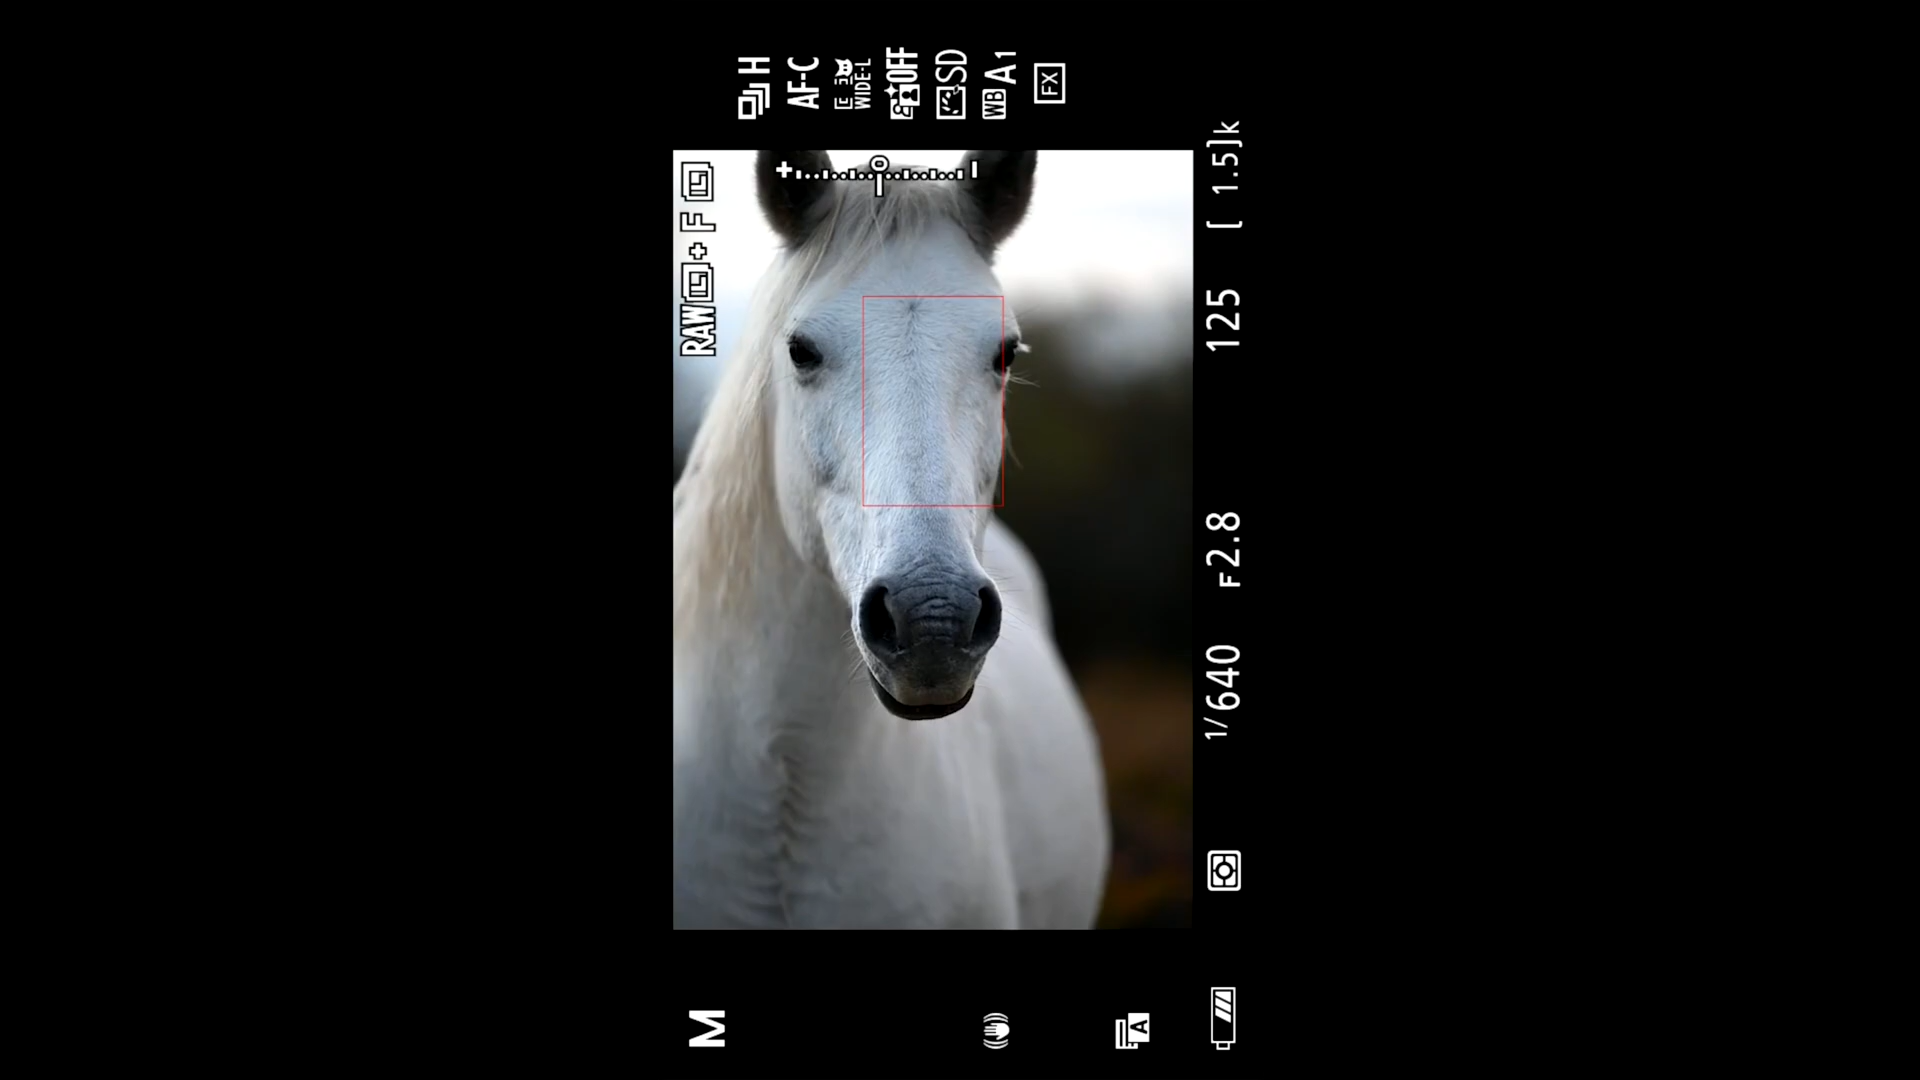 RAW L + F L
H
AF-C
WIDE-L
OFF
SD
WB A1
FX
M
A
1/640 F2.8 125 [ 1.5]k